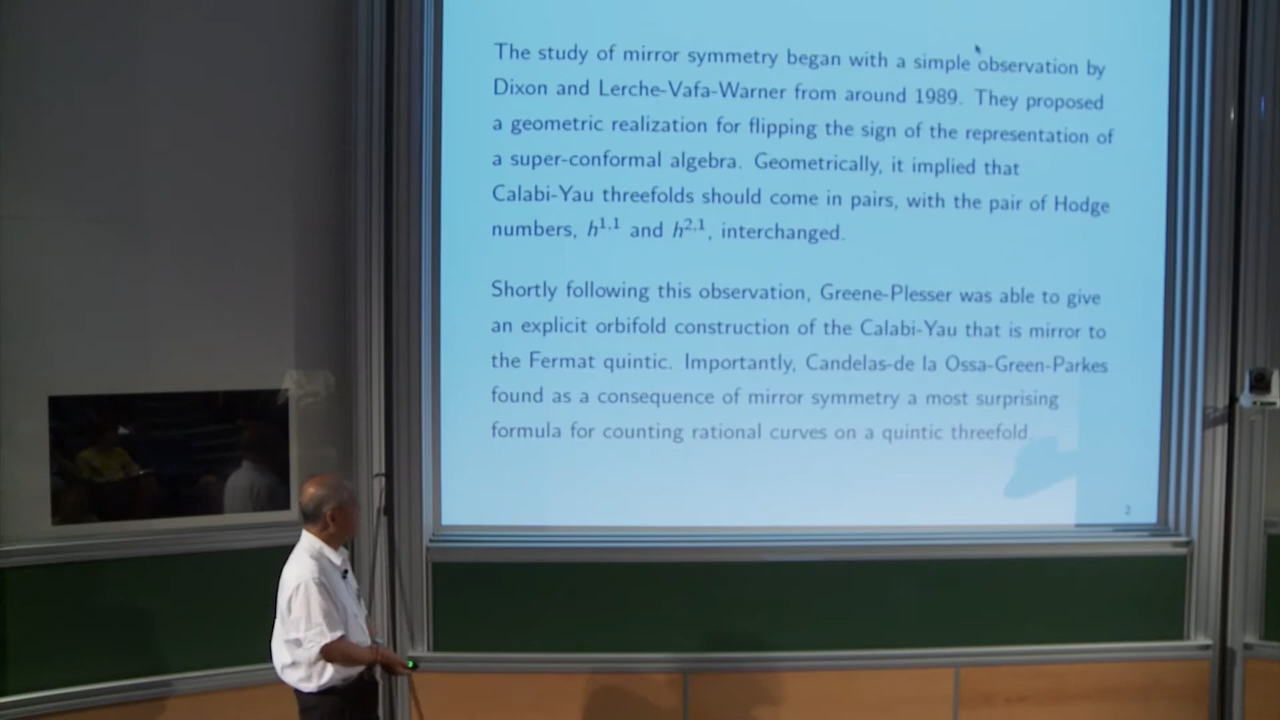 The study of mirror symmetry began with a simple observation by
Dixon and Lerche-Vafa-Warner from around 1989. They proposed
a geometric realization for flipping the sign of the representation of
a super-conformal algebra. Geometrically, it implied that
Calabi-Yau threefolds should come in pairs, with the pair of Hodge
numbers, h^{1,1} and h^{2,1}, interchanged.
Shortly following this observation, Greene-Plesser was able to give
an explicit orbifold construction of the Calabi-Yau that is mirror to
the Fermat quintic. Importantly, Candelas-de la Ossa-Green-Parkes
found as a consequence of mirror symmetry a most surprising
formula for counting rational curves on a quintic threefold.
2